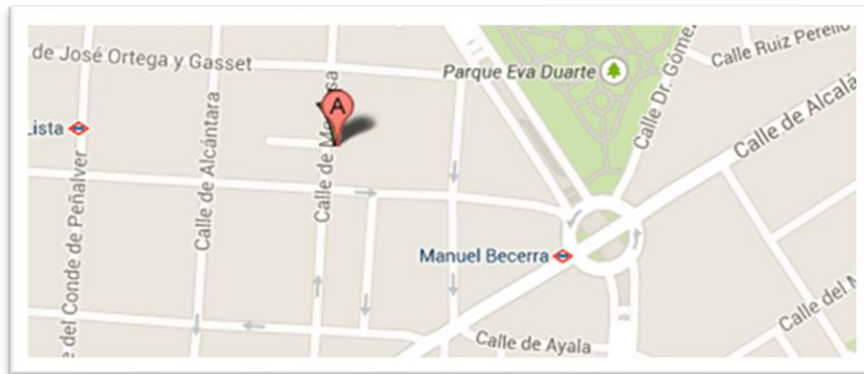 de José Ortega y Gasset
Calle Ruiz Perello
Parque Eva Duarte
A
Calle Dr. Gómez
Calle de Alcalá
Lista
Calle de Alcántara
Calle de
e del Conde de Peñalver
Manuel Becerra
Calle del
Calle de Ayala